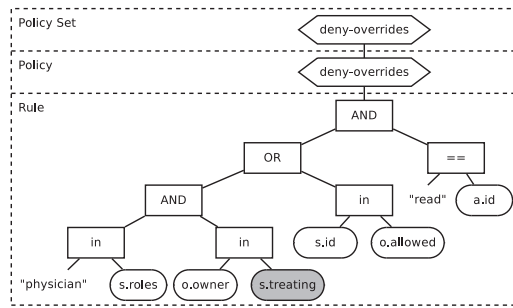 Policy Set
deny-overrides
Policy
deny-overrides
Rule
AND
OR
==
AND
in
"read"
a.id
in
in
s.id
o.allowed
"physician"
s.roles
o.owner
s.treating